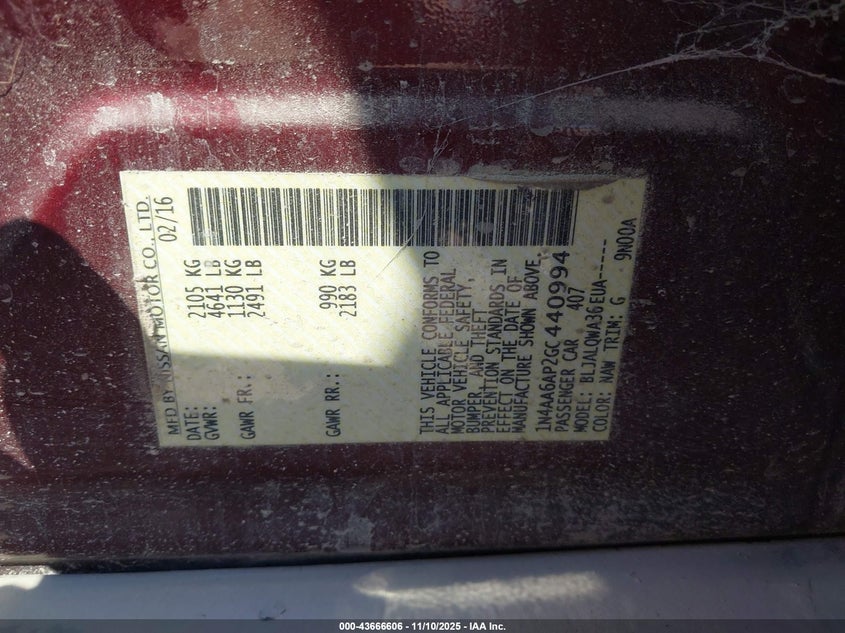 MFD BY NISSAN MOTOR CO., LTD.
DATE: 02/16
GVWR: 2105 KG
4641 LB
GAWR FR.: 1130 KG
2491 LB
GAWR RR.: 990 KG
2183 LB
THIS VEHICLE CONFORMS TO
ALL APPLICABLE FEDERAL
MOTOR VEHICLE SAFETY,
BUMPER, AND THEFT
PREVENTION STANDARDS IN
EFFECT ON THE DATE OF
MANUFACTURE SHOWN ABOVE.
1N4AA6AP2GC440994
PASSENGER CAR 407
MODEL: BLJALQWA36EUA-----
COLOR: NAW TRIM: G 9N00A
000-43666606 — 11/10/2025 — IAA Inc.